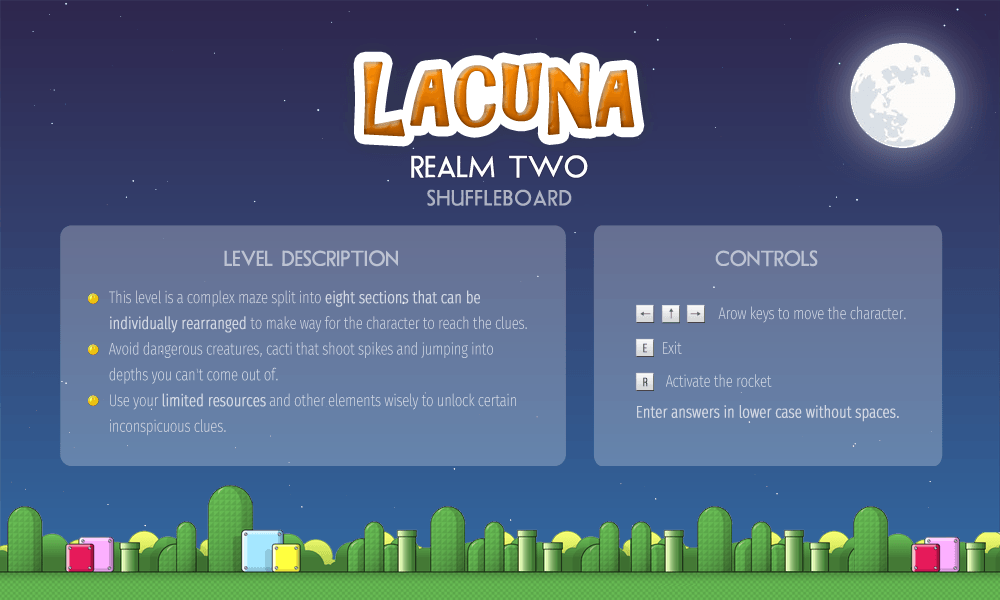 LACUNA
REALM TWO
SHUFFLEBOARD
LEVEL DESCRIPTION
This level is a complex maze split into eight sections that can be
individually rearranged to make way for the character to reach the clues.
Avoid dangerous creatures, cacti that shoot spikes and jumping into
depths you can't come out of.
Use your limited resources and other elements wisely to unlock certain
inconspicuous clues.
CONTROLS
← ↑ → Arow keys to move the character.
E Exit
R Activate the rocket
Enter answers in lower case without spaces.